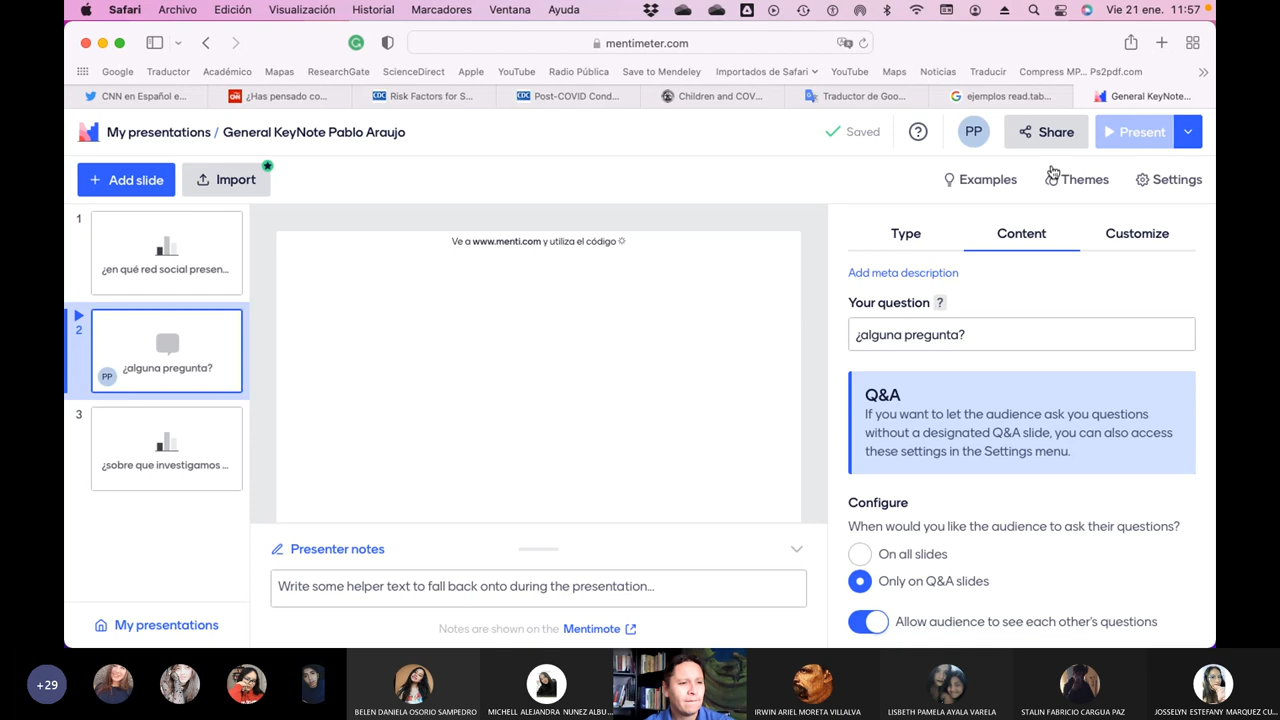 Safari Archivo Edición Visualización Historial Marcadores Ventana Ayuda Vie 21 ene. 11:57
mentimeter.com
Google Traductor Académico Mapas ResearchGate ScienceDirect Apple YouTube Radio Pública Save to Mendeley Importados de Safari YouTube Maps Noticias Traducir Compress MP... Ps2pdf.com
CNN en Español e... ¿Has pensado co... Risk Factors for S... Post-COVID Cond... Children and COV... Traductor de Goo... ejemplos read.tab... General KeyNote...
My presentations / General KeyNote Pablo Araujo Saved ? PP Share Present
+ Add slide Import Examples Themes Settings
1
¿en qué red social presen...
2
PP
¿alguna pregunta?
3
¿sobre que investigamos ...
My presentations
Ve a www.menti.com y utiliza el código
Presenter notes
Write some helper text to fall back onto during the presentation...
Notes are shown on the Mentimote
Type Content Customize
Add meta description
Your question ?
¿alguna pregunta?
Q&A
If you want to let the audience ask you questions
without a designated Q&A slide, you can also access
these settings in the Settings menu.
Configure
When would you like the audience to ask their questions?
On all slides
Only on Q&A slides
Allow audience to see each other's questions
+29
BELEN DANIELA OSORIO SAMPEDRO MICHELL ALEJANDRA NUNEZ ALBU... IRWIN ARIEL MORETA VILLALVA LISBETH PAMELA AYALA VARELA STALIN FABRICIO CARGUA PAZ JOSSELYN ESTEFANY MARQUEZ CU...